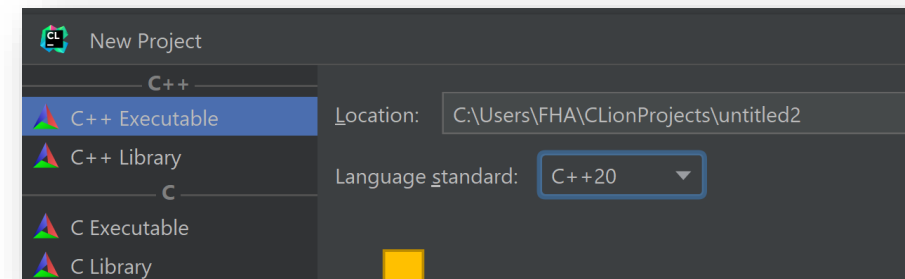 CL
New Project
C++
C++ Executable
C++ Library
C
C Executable
C Library
Location: C:\Users\FHA\CLionProjects\untitled2
Language standard: C++20